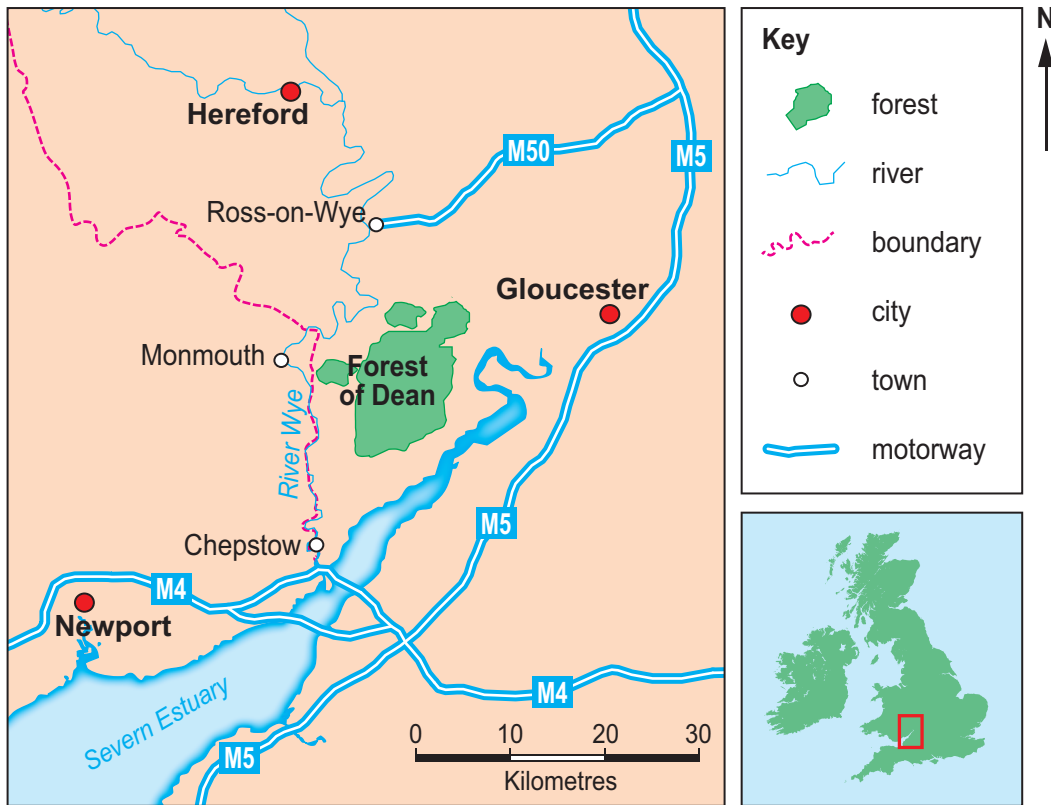 Hereford
M50
M5
Ross-on-Wye
Gloucester
Monmouth
Forest
of Dean
River Wye
M5
Chepstow
M4
Newport
M4
Severn Estuary
M5
0 10 20 30
Kilometres
Key
forest
river
boundary
city
town
motorway
N